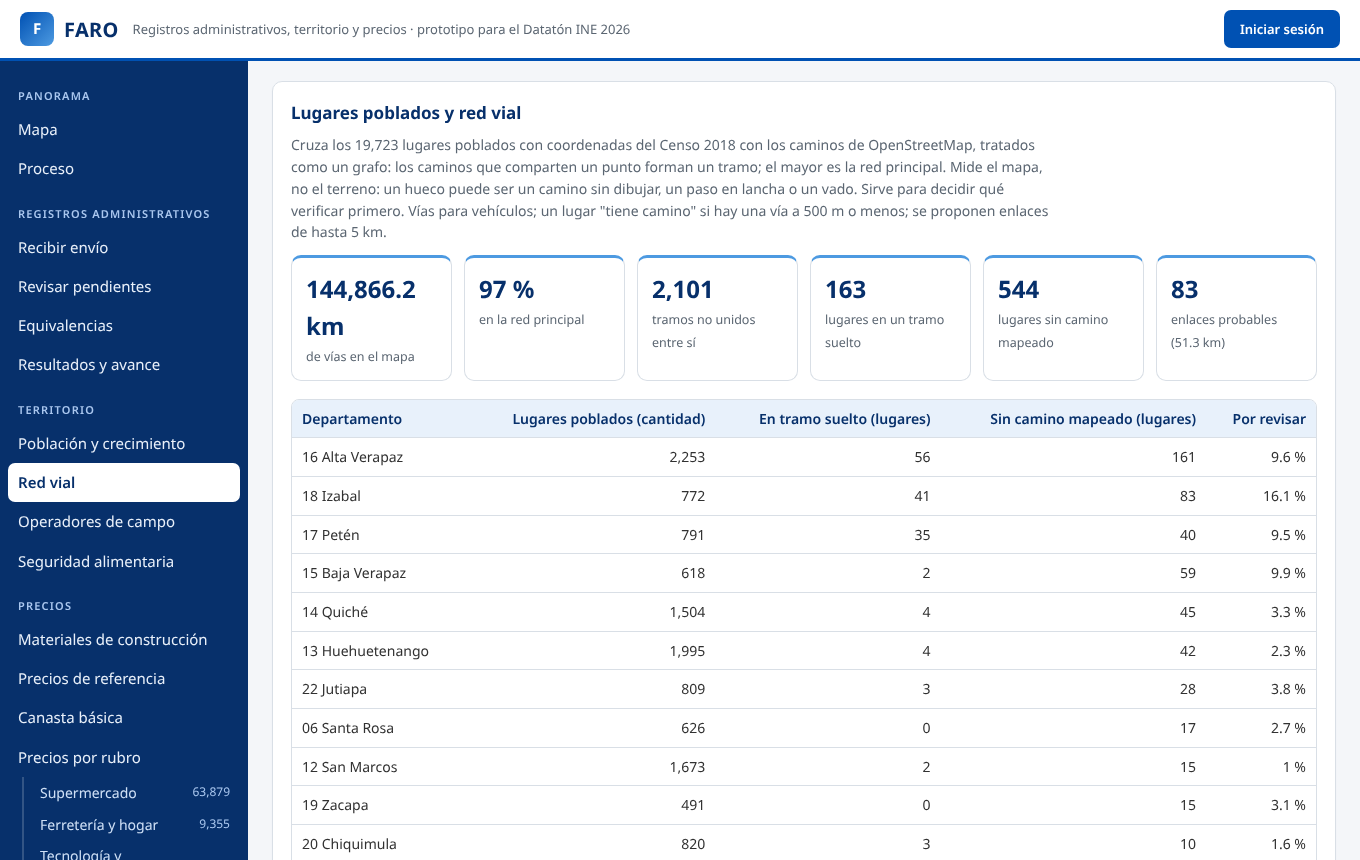 F FARO Registros administrativos, territorio y precios · prototipo para el Datatón INE 2026 Iniciar sesión
PANORAMA
Mapa
Proceso
REGISTROS ADMINISTRATIVOS
Recibir envío
Revisar pendientes
Equivalencias
Resultados y avance
TERRITORIO
Población y crecimiento
Red vial
Operadores de campo
Seguridad alimentaria
PRECIOS
Materiales de construcción
Precios de referencia
Canasta básica
Precios por rubro
Supermercado 63,879
Ferretería y hogar 9,355
Tecnología y
Lugares poblados y red vial
Cruza los 19,723 lugares poblados con coordenadas del Censo 2018 con los caminos de OpenStreetMap, tratados
como un grafo: los caminos que comparten un punto forman un tramo; el mayor es la red principal. Mide el mapa,
no el terreno: un hueco puede ser un camino sin dibujar, un paso en lancha o un vado. Sirve para decidir qué
verificar primero. Vías para vehículos; un lugar "tiene camino" si hay una vía a 500 m o menos; se proponen enlaces
de hasta 5 km.
144,866.2
km
de vías en el mapa
97 %
en la red principal
2,101
tramos no unidos
entre sí
163
lugares en un tramo
suelto
544
lugares sin camino
mapeado
83
enlaces probables
(51.3 km)
Departamento Lugares poblados (cantidad) En tramo suelto (lugares) Sin camino mapeado (lugares) Por revisar
16 Alta Verapaz 2,253 56 161 9.6 %
18 Izabal 772 41 83 16.1 %
17 Petén 791 35 40 9.5 %
15 Baja Verapaz 618 2 59 9.9 %
14 Quiché 1,504 4 45 3.3 %
13 Huehuetenango 1,995 4 42 2.3 %
22 Jutiapa 809 3 28 3.8 %
06 Santa Rosa 626 0 17 2.7 %
12 San Marcos 1,673 2 15 1 %
19 Zacapa 491 0 15 3.1 %
20 Chiquimula 820 3 10 1.6 %